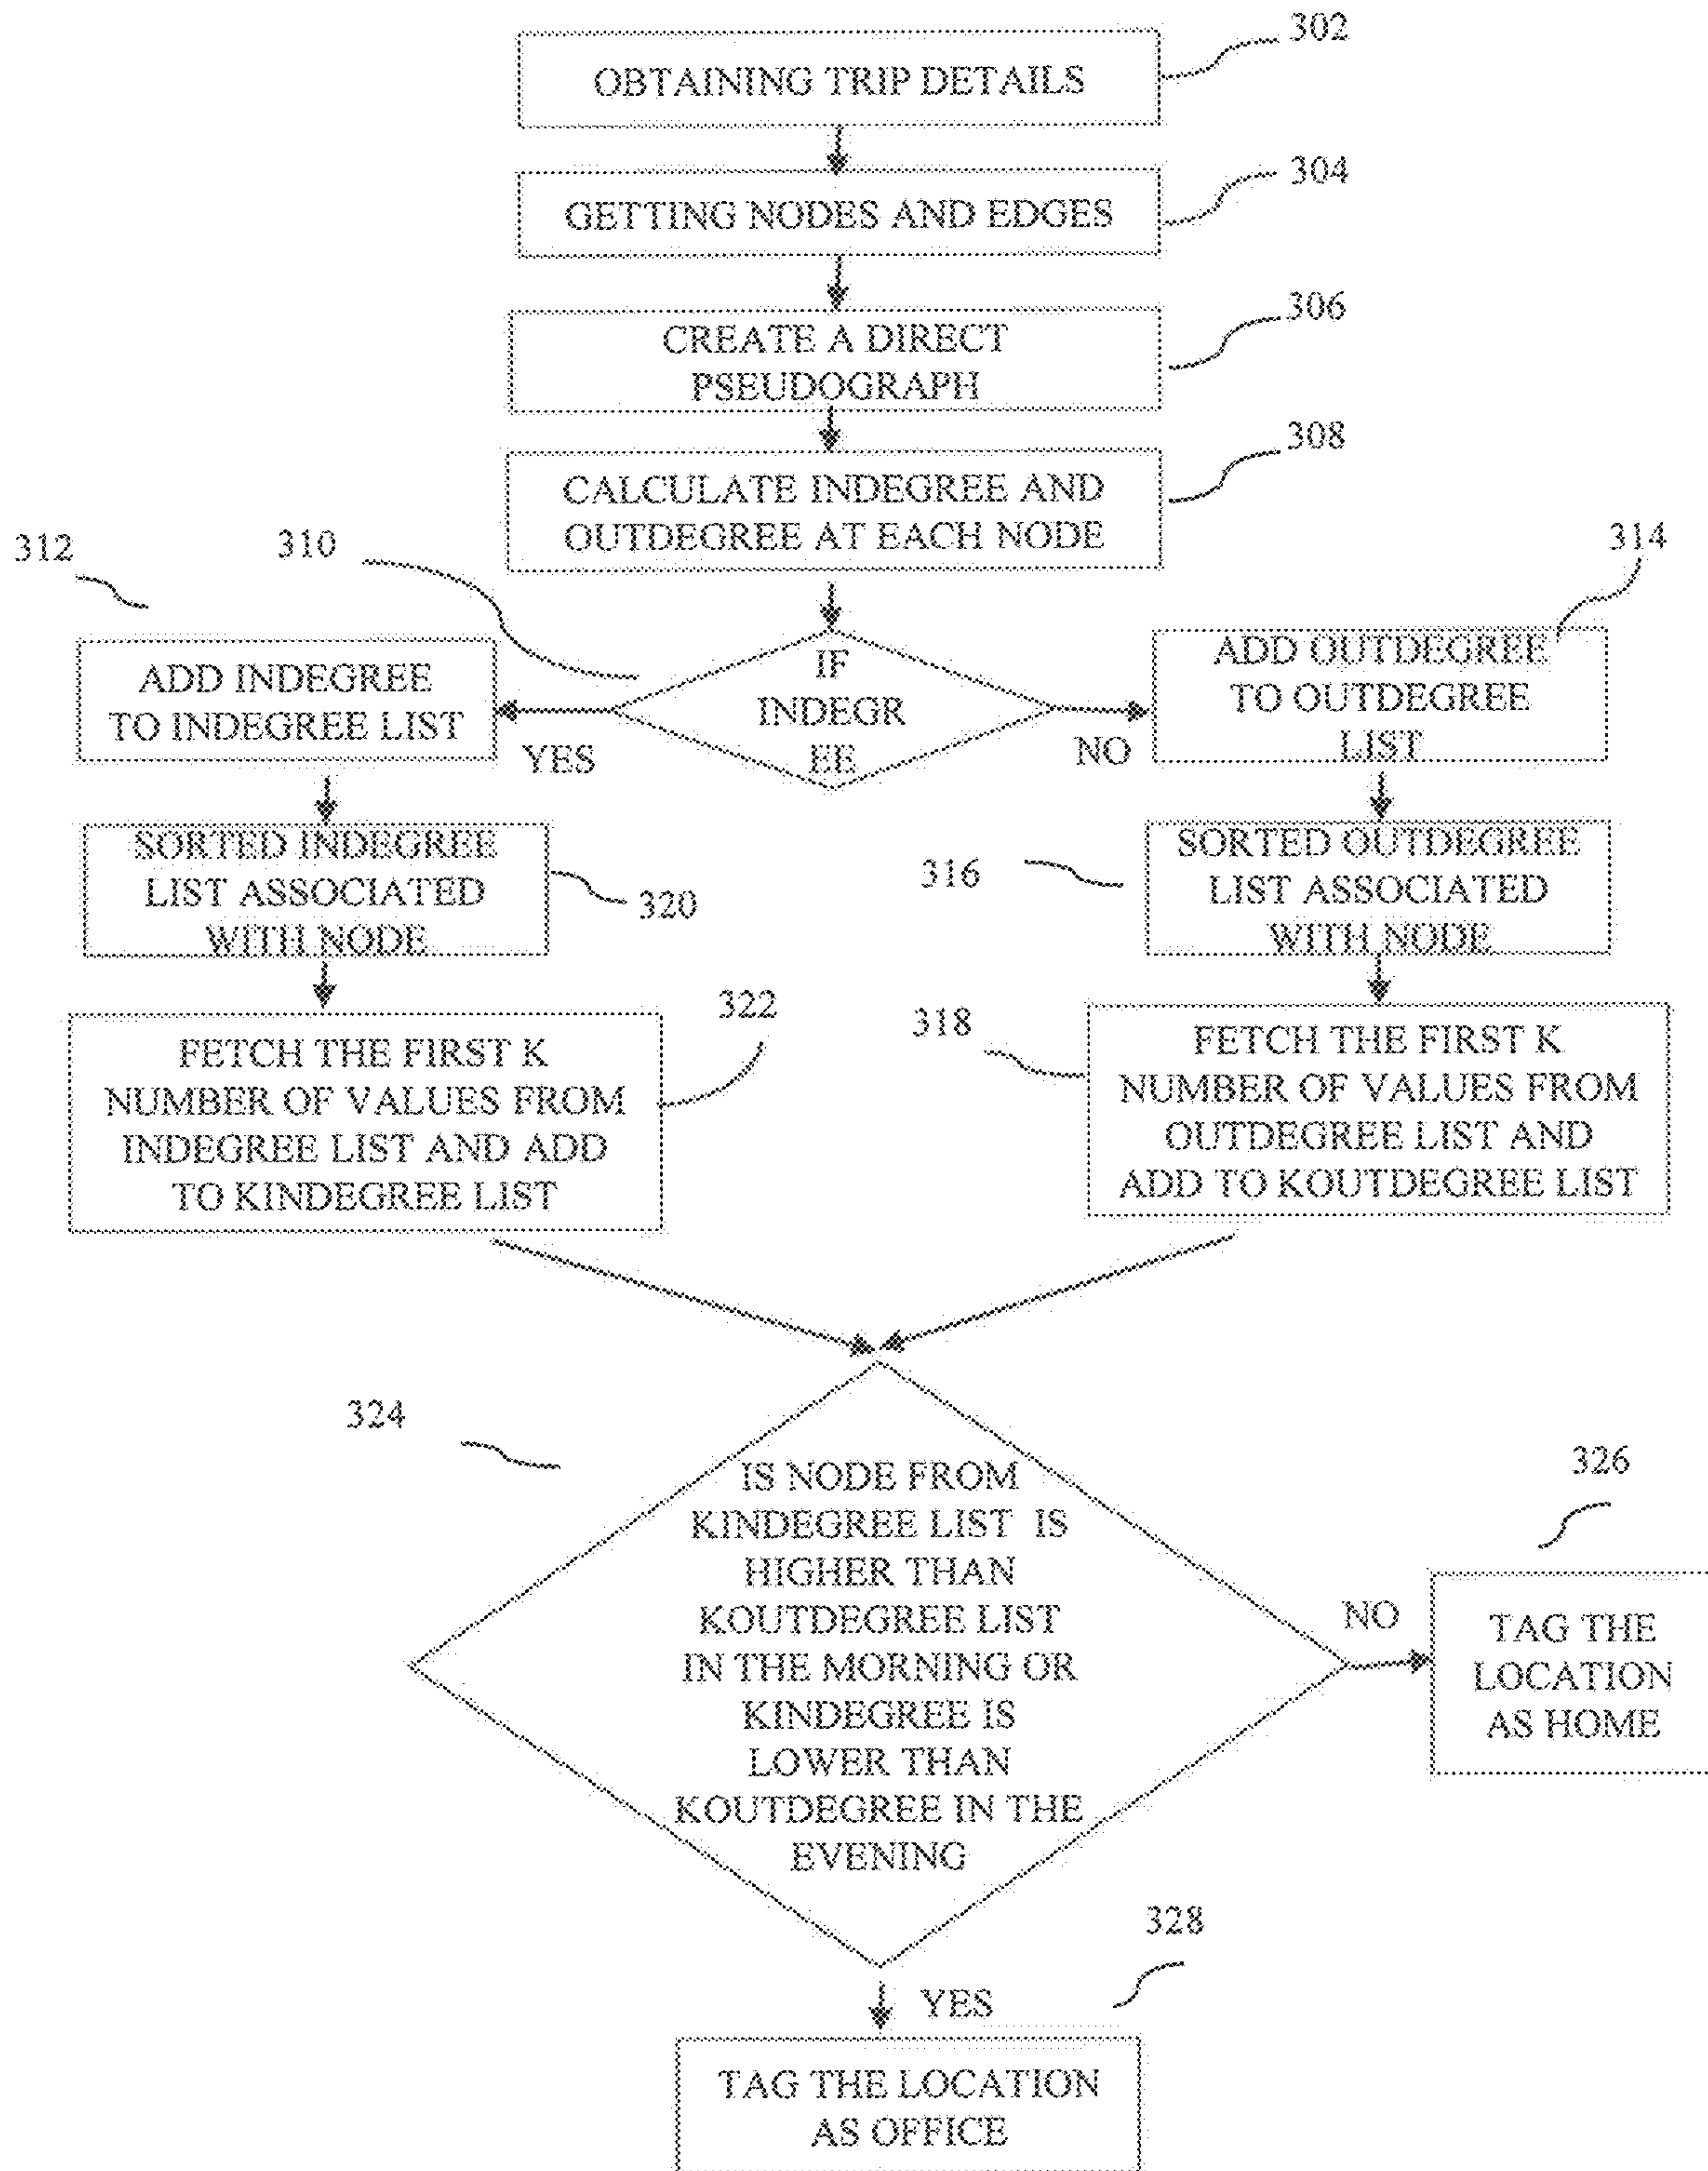 302
OBTAINING TRIP DETAILS
304
GETTING NODES AND EDGES
306
CREATE A DIRECT
PSEUDOGRAPH
308
CALCULATE INDEGREE AND
OUTDEGREE AT EACH NODE
312
310
314
ADD INDEGREE
TO INDEGREE LIST
IF
INDEGR
EE
YES
NO
ADD OUTDEGREE
TO OUTDEGREE
LIST
SORTED INDEGREE
LIST ASSOCIATED
WITH NODE
320
316
SORTED OUTDEGREE
LIST ASSOCIATED
WITH NODE
322
318
FETCH THE FIRST K
NUMBER OF VALUES FROM
INDEGREE LIST AND ADD
TO KINDEGREE LIST
FETCH THE FIRST K
NUMBER OF VALUES FROM
OUTDEGREE LIST AND
ADD TO KOUTDEGREE LIST
324
IS NODE FROM
KINDEGREE LIST IS
HIGHER THAN
KOUTDEGREE LIST
IN THE MORNING OR
KINDEGREE IS
LOWER THAN
KOUTDEGREE IN THE
EVENING
326
NO
TAG THE
LOCATION
AS HOME
328
YES
TAG THE LOCATION
AS OFFICE